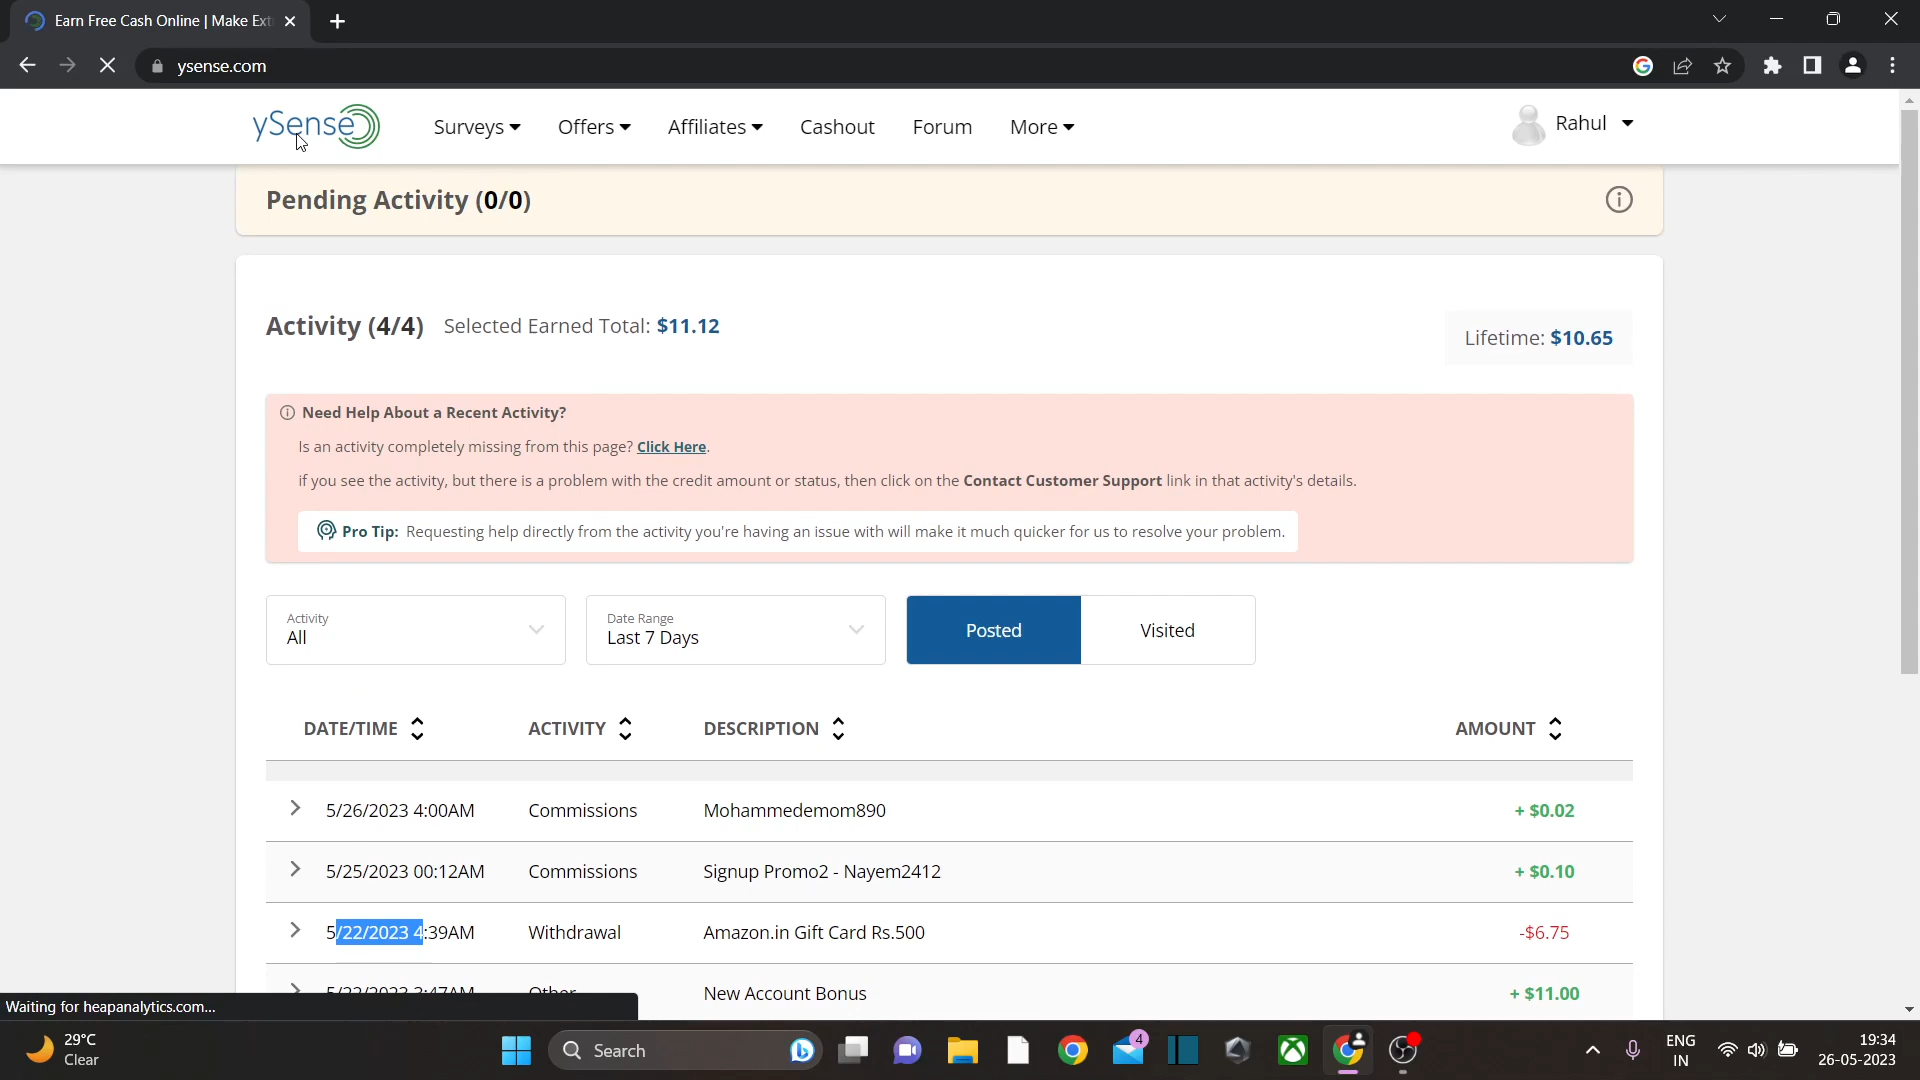 Earn Free Cash Online | Make Ext
ysense.com
ySense
Surveys
Offers
Affiliates
Cashout
Forum
More
Rahul
Pending Activity (0/0)
Activity (4/4)
Selected Earned Total: $11.12
Lifetime: $10.65
Need Help About a Recent Activity?
Is an activity completely missing from this page? Click Here.
if you see the activity, but there is a problem with the credit amount or status, then click on the Contact Customer Support link in that activity's details.
Pro Tip: Requesting help directly from the activity you're having an issue with will make it much quicker for us to resolve your problem.
Activity
All
Date Range
Last 7 Days
Posted
Visited
DATE/TIME
ACTIVITY
DESCRIPTION
AMOUNT
5/26/2023 4:00AM Commissions Mohammedemom890 + $0.02
5/25/2023 00:12AM Commissions Signup Promo2 - Nayem2412 + $0.10
5/22/2023 4:39AM Withdrawal Amazon.in Gift Card Rs.500 -$6.75
5/22/2023 3:47AM Other New Account Bonus + $11.00
Waiting for heapanalytics.com...
29°C
Clear
Search
4
ENG
IN
19:34
26-05-2023